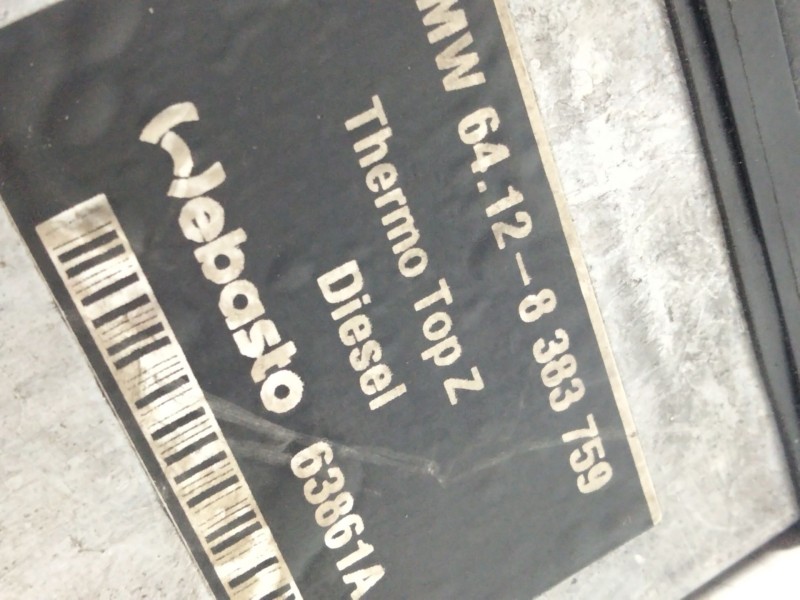 MW 64.12-8 383 759
Thermo Top Z
Diesel
Webasto 63861A